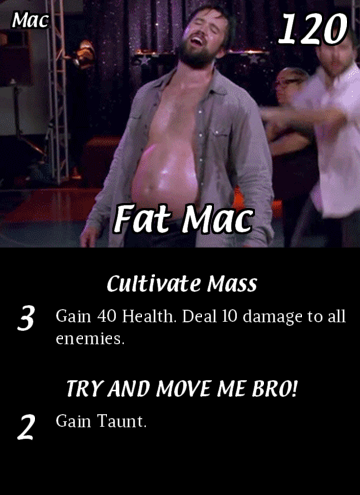 Mac
120
Fat Mac
Cultivate Mass
3
Gain 40 Health. Deal 10 damage to all
enemies.
TRY AND MOVE ME BRO!
2
Gain Taunt.